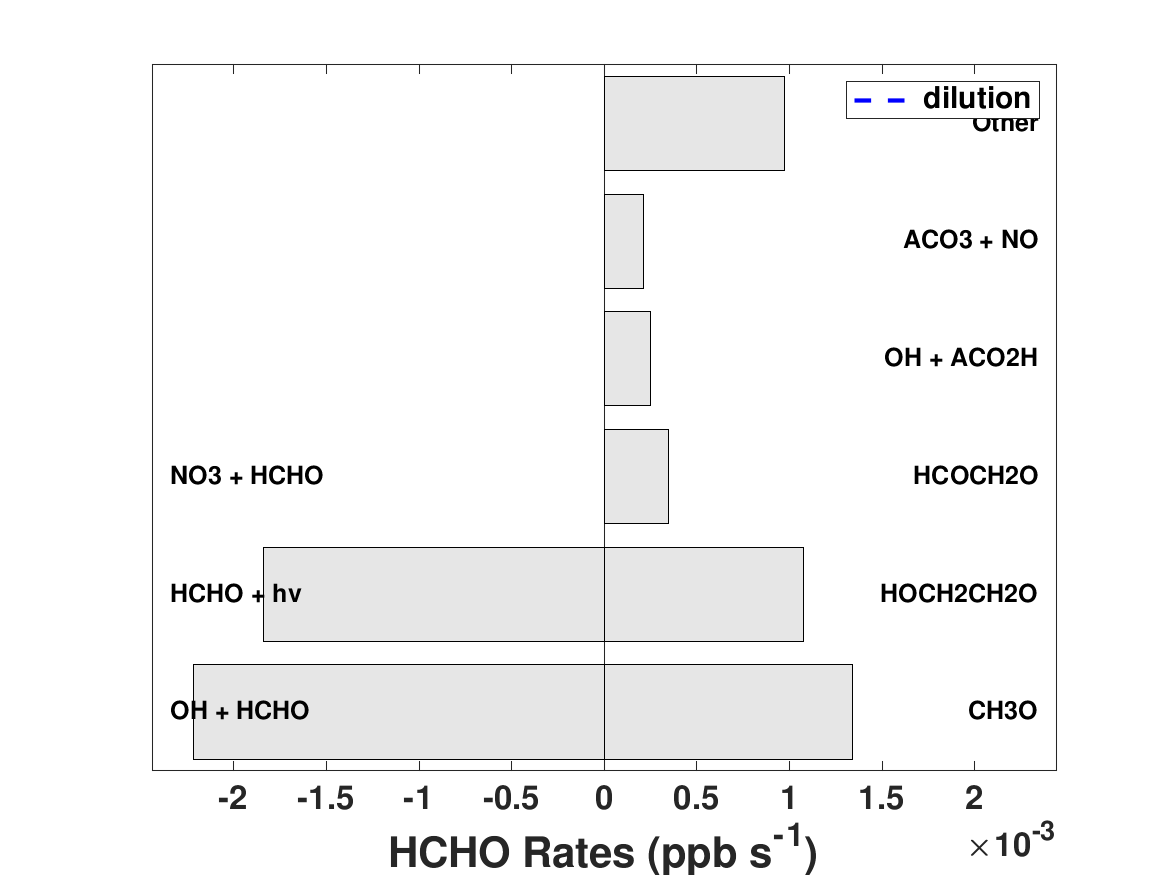 dilution
Other
ACO3 + NO
OH + ACO2H
NO3 + HCHO HCOCH2O
HCHO + hv HOCH2CH2O
OH + HCHO CH3O
-2 -1.5 -1 -0.5 0 0.5 1 1.5 2
×10-3
HCHO Rates (ppb s-1)